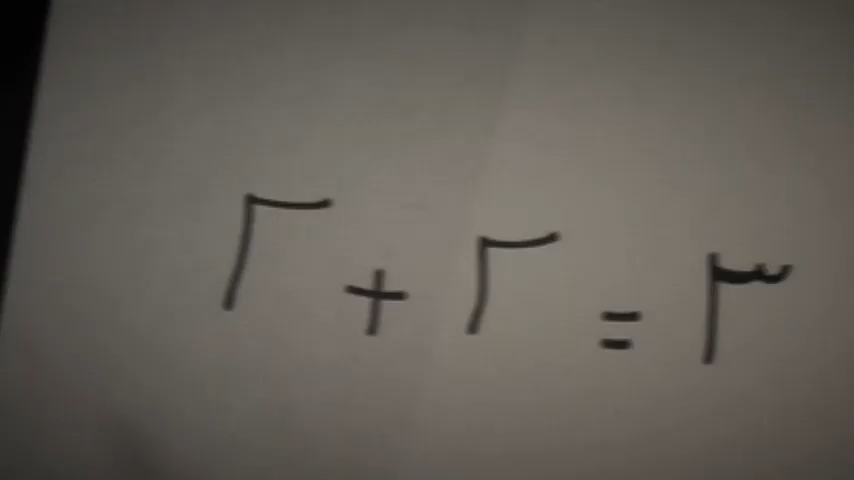 ٢ + ٢ = ٣